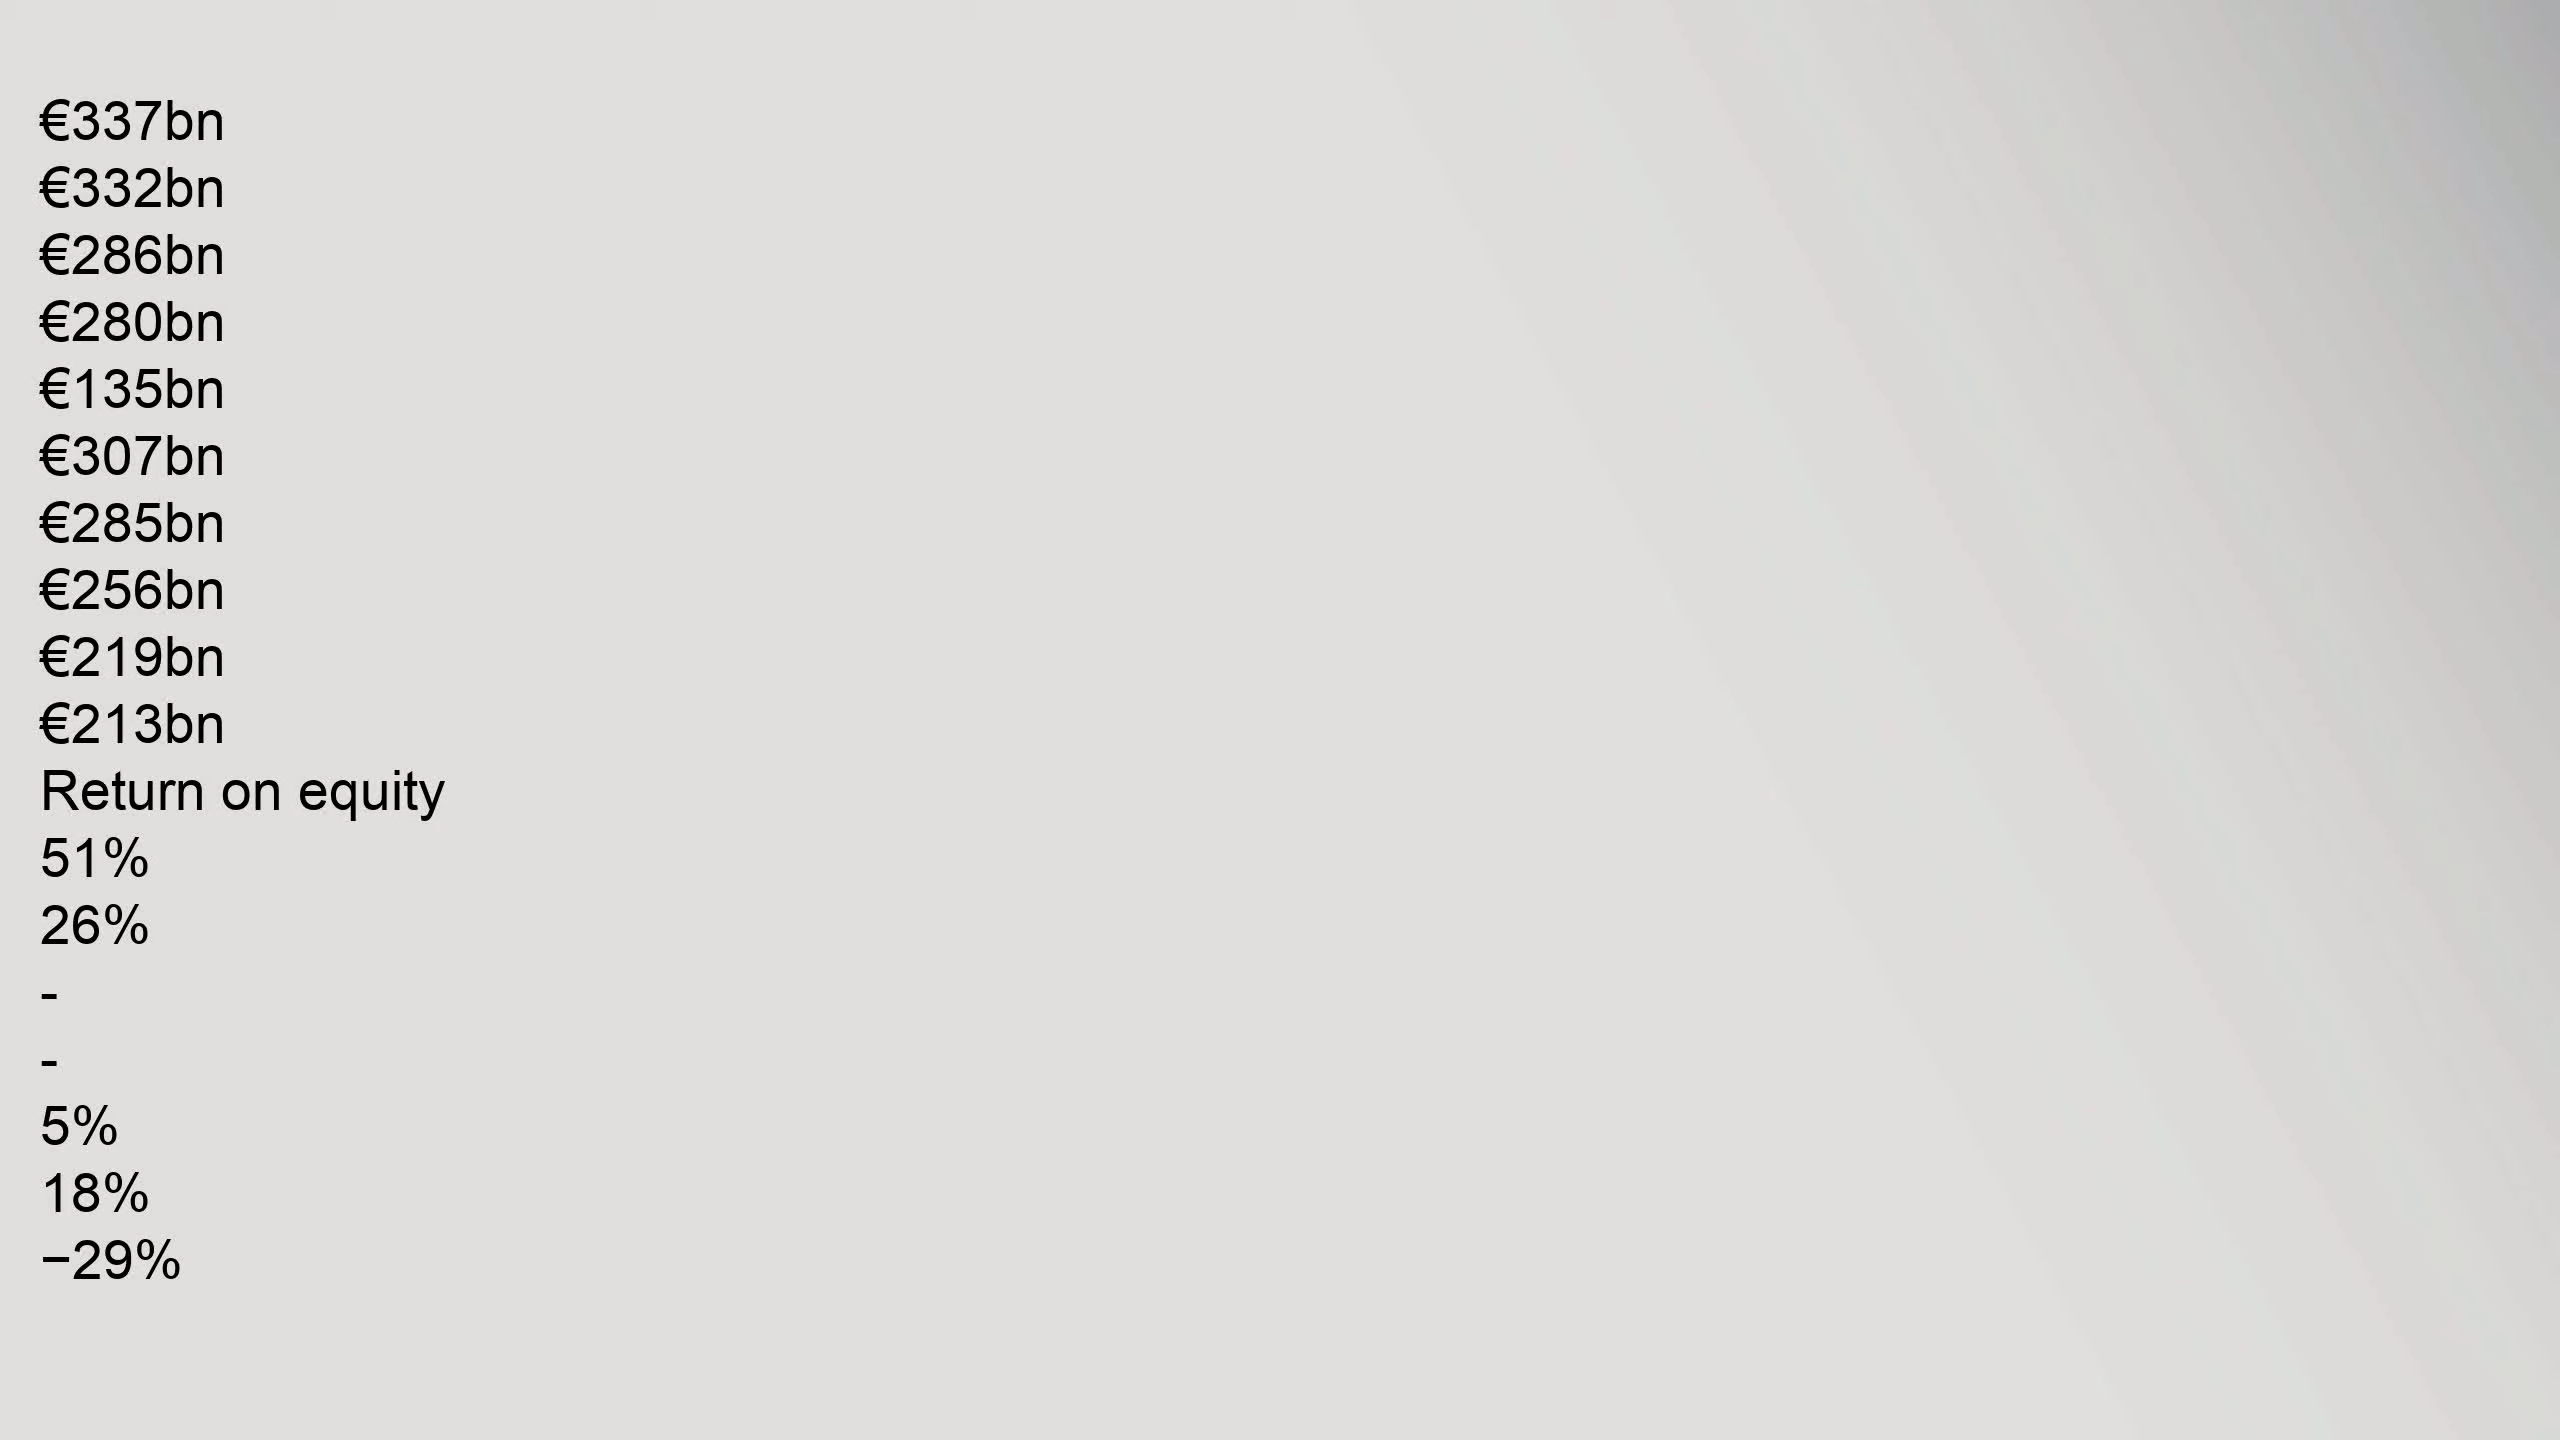 €337bn
€332bn
€286bn
€280bn
€135bn
€307bn
€285bn
€256bn
€219bn
€213bn
Return on equity
51%
26%
-
-
5%
18%
−29%